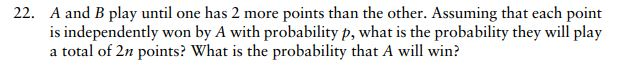 22. A and B play until one has 2 more points than the other. Assuming that each point
is independently won by A with probability p, what is the probability they will play
a total of 2n points? What is the probability that A will win?